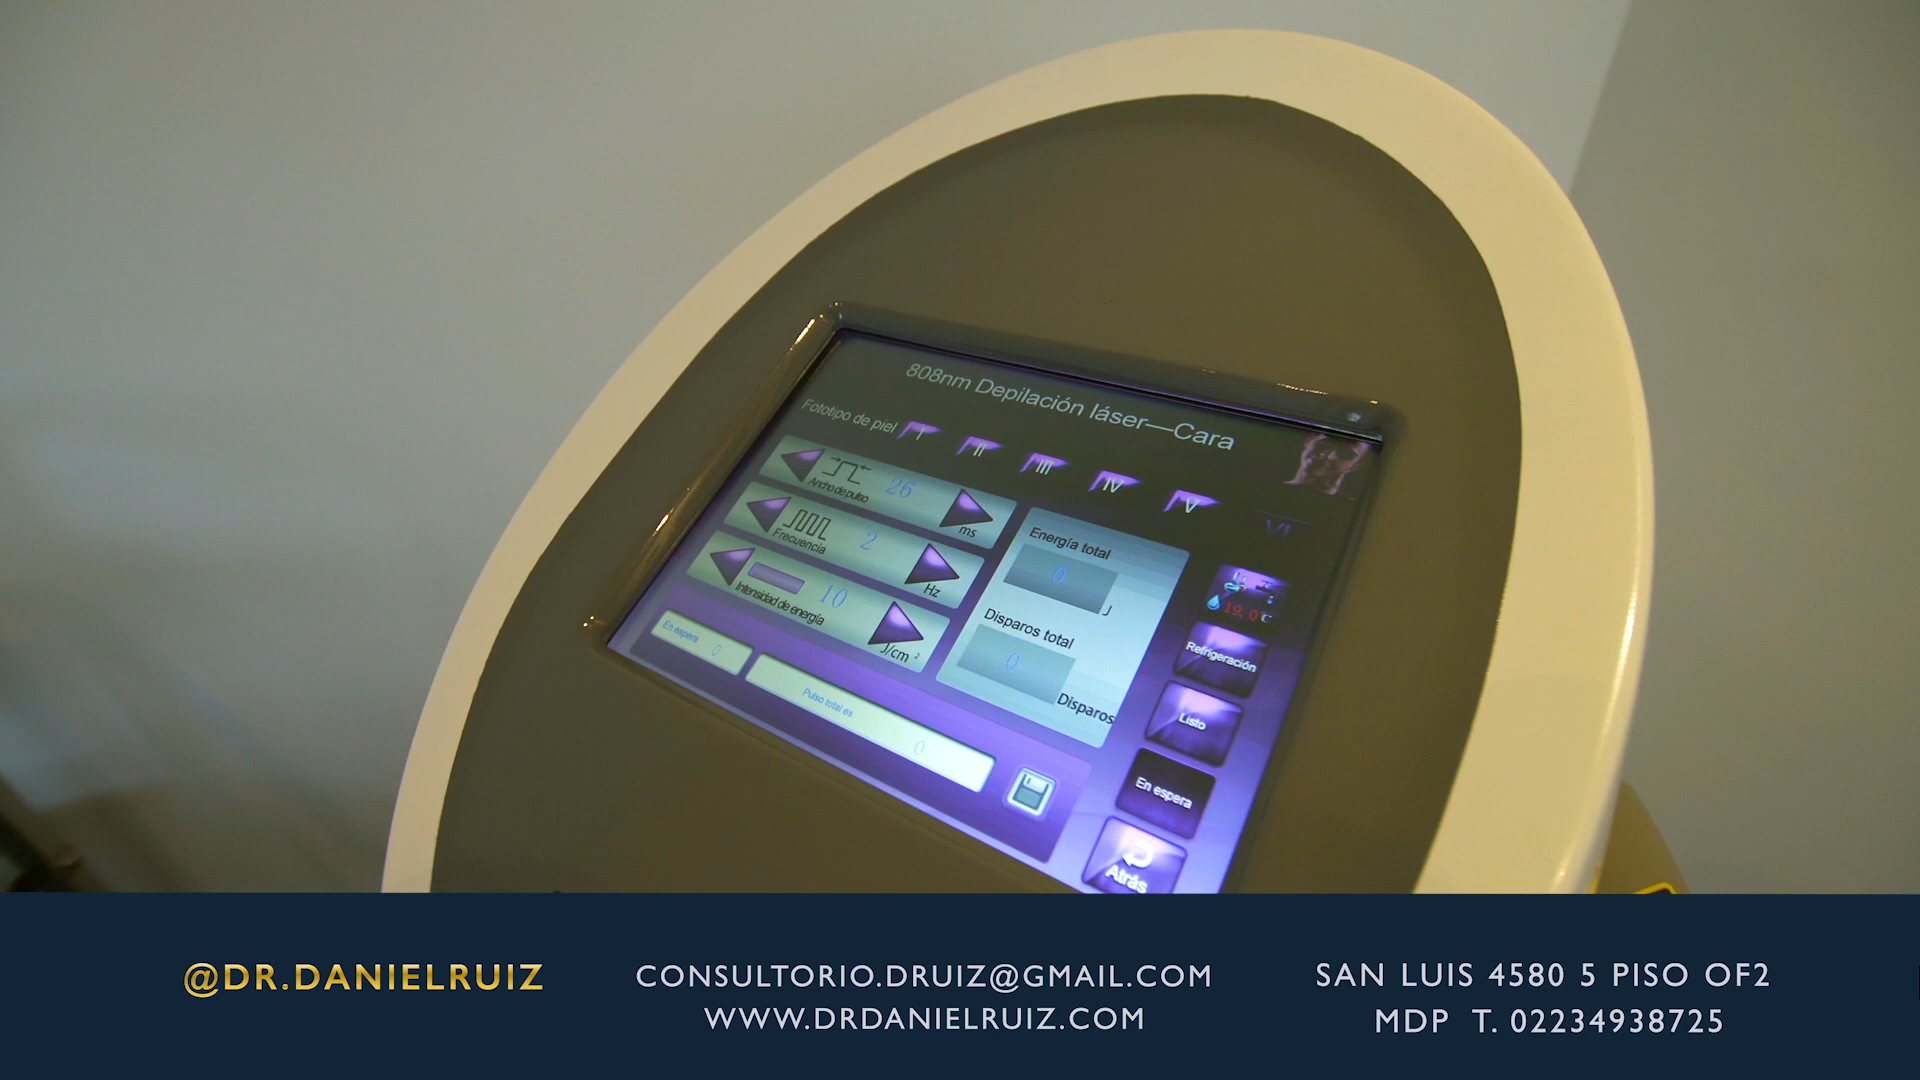 808nm Depilación láser—Cara
Fototipo de piel I II III IV V VI
Ancho de pulso 26 ms
Frecuencia 2 Hz
Intensidad de energía 10 J/cm²
Energía total
0 J
Disparos total
0 Disparos
19.0℃
Refrigeración
Listo
En espera
Atrás
En espera 0
Pulso total es 0
@DR.DANIELRUIZ
CONSULTORIO.DRUIZ@GMAIL.COM
WWW.DRDANIELRUIZ.COM
SAN LUIS 4580 5 PISO OF2
MDP T. 02234938725